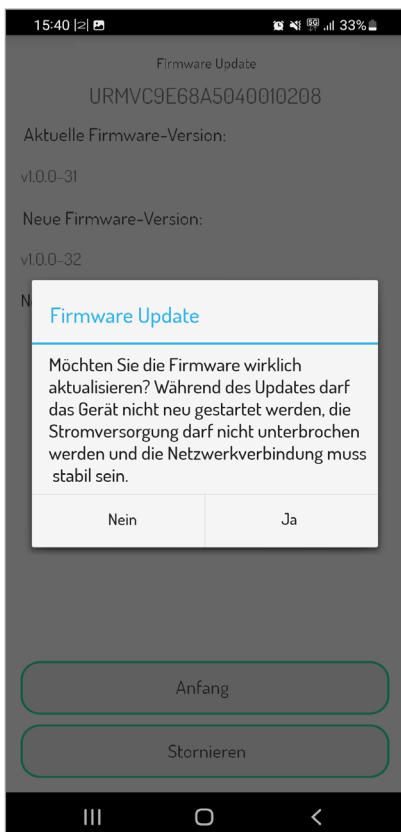 15:40 |2| 5G 33%
Firmware Update
URMVC9E68A5040010208
Aktuelle Firmware-Version:
v1.0.0-31
Neue Firmware-Version:
v1.0.0-32
Firmware Update
Möchten Sie die Firmware wirklich
aktualisieren? Während des Updates darf
das Gerät nicht neu gestartet werden, die
Stromversorgung darf nicht unterbrochen
werden und die Netzwerkverbindung muss
stabil sein.
Nein Ja
Anfang
Stornieren